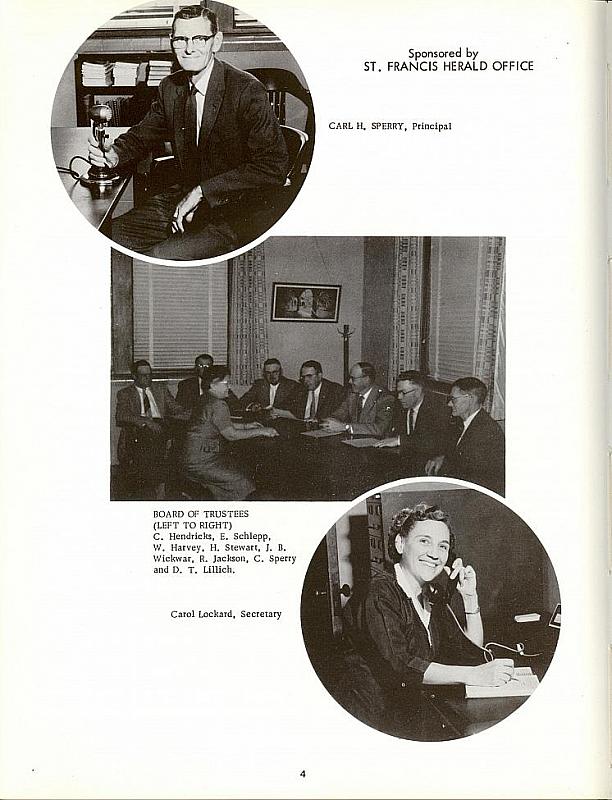 Sponsored by
ST. FRANCIS HERALD OFFICE
CARL H. SPERRY, Principal
BOARD OF TRUSTEES
(LEFT TO RIGHT)
C. Hendricks, E. Schlepp,
W. Harvey, H. Stewart, J. B.
Wickwar, R. Jackson, C. Sperry
and D. T. Lillich.
Carol Lockard, Secretary
4